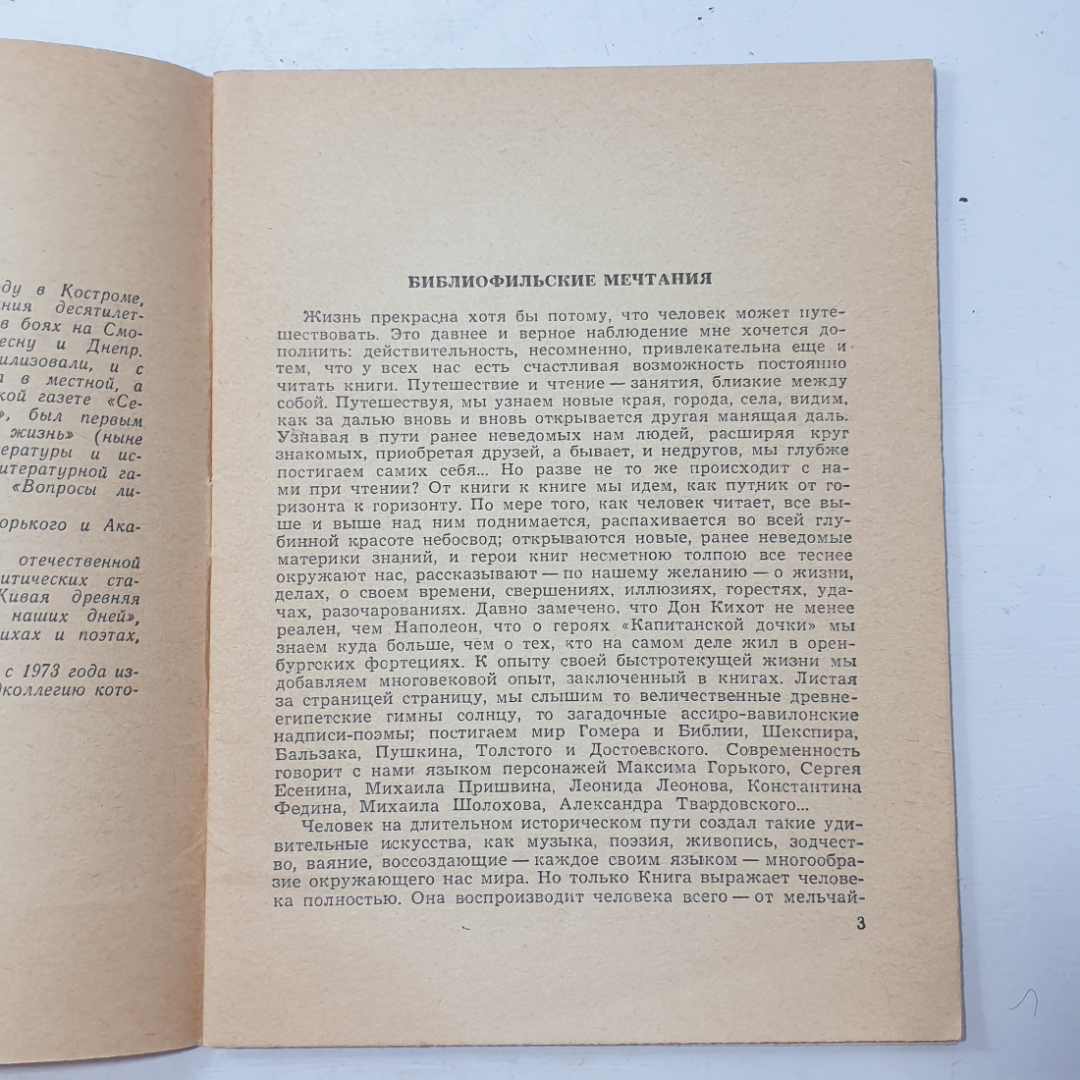 ду в Костроме,
ния десятилет-
в боях на Смо-
есну и Днепр.
илизовали, и с
а в местной, а
кой газете «Се-
», был первым
жизнь» (ныне
ературы и ис-
итературной га-
«Вопросы ли-
орького и Ака-
отечественной
итических ста-
Живая древняя
наших дней»,
ихах и поэтах,
с 1973 года из-
дколлегию кото-
БИБЛИОФИЛЬСКИЕ МЕЧТАНИЯ
Жизнь прекрасна хотя бы потому, что человек может путе-
шествовать. Это давнее и верное наблюдение мне хочется до-
полнить: действительность, несомненно, привлекательна еще и
тем, что у всех нас есть счастливая возможность постоянно
читать книги. Путешествие и чтение — занятия, близкие между
собой. Путешествуя, мы узнаем новые края, города, села, видим,
как за далью вновь и вновь открывается другая манящая даль.
Узнавая в пути ранее неведомых нам людей, расширяя круг
знакомых, приобретая друзей, а бывает, и недругов, мы глубже
постигаем самих себя... Но разве не то же происходит с на-
ми при чтении? От книги к книге мы идем, как путник от го-
ризонта к горизонту. По мере того, как человек читает, все вы-
ше и выше над ним поднимается, распахивается во всей глу-
бинной красоте небосвод; открываются новые, ранее неведомые
материки знаний, и герои книг несметною толпою все теснее
окружают нас, рассказывают — по нашему желанию — о жизни,
делах, о своем времени, свершениях, иллюзиях, горестях, уда-
чах, разочарованиях. Давно замечено, что Дон Кихот не менее
реален, чем Наполеон, что о героях «Капитанской дочки» мы
знаем куда больше, чем о тех, кто на самом деле жил в орен-
бургских фортециях. К опыту своей быстротекущей жизни мы
добавляем многовековой опыт, заключенный в книгах. Листая
за страницей страницу, мы слышим то величественные древне-
египетские гимны солнцу, то загадочные ассиро-вавилонские
надписи-поэмы; постигаем мир Гомера и Библии, Шекспира,
Бальзака, Пушкина, Толстого и Достоевского. Современность
говорит с нами языком персонажей Максима Горького, Сергея
Есенина, Михаила Пришвина, Леонида Леонова, Константина
Федина, Михаила Шолохова, Александра Твардовского...
Человек на длительном историческом пути создал такие уди-
вительные искусства, как музыка, поэзия, живопись, зодчест-
во, ваяние, воссоздающие — каждое своим языком — многообра-
зие окружающего нас мира. Но только Книга выражает челове-
ка полностью. Она воспроизводит человека всего — от мельчай-
3